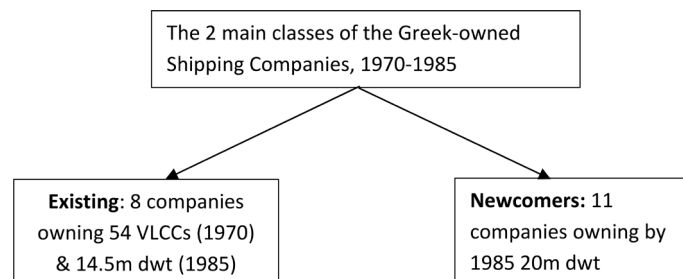 The 2 main classes of the Greek-owned
Shipping Companies, 1970-1985
Existing: 8 companies
owning 54 VLCCs (1970)
& 14.5m dwt (1985)
Newcomers: 11
companies owning by
1985 20m dwt